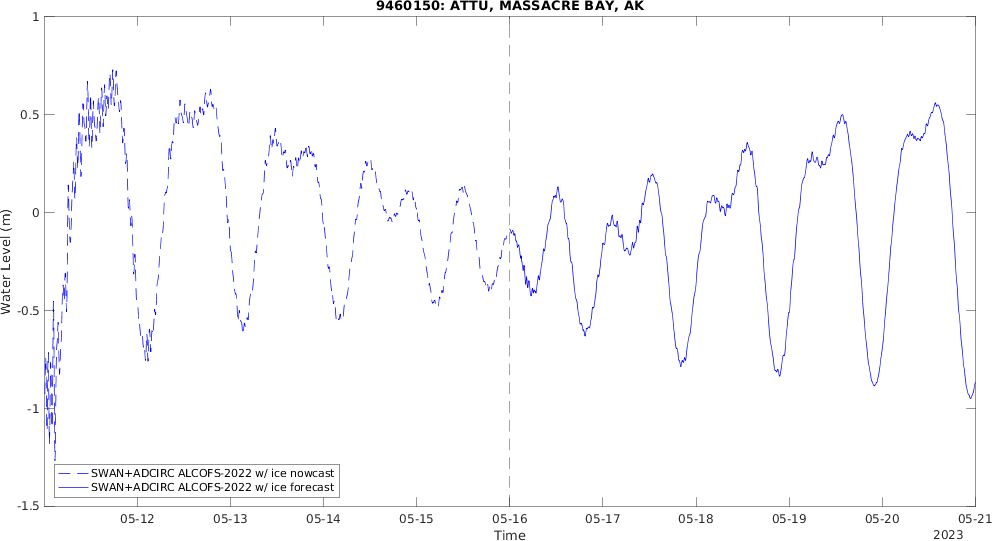 9460150: ATTU, MASSACRE BAY, AK
1
0.5
0
-0.5
-1
-1.5
Water Level (m)
SWAN+ADCIRC ALCOFS-2022 w/ ice nowcast
SWAN+ADCIRC ALCOFS-2022 w/ ice forecast
05-12 05-13 05-14 05-15 05-16 05-17 05-18 05-19 05-20 05-21
Time
2023